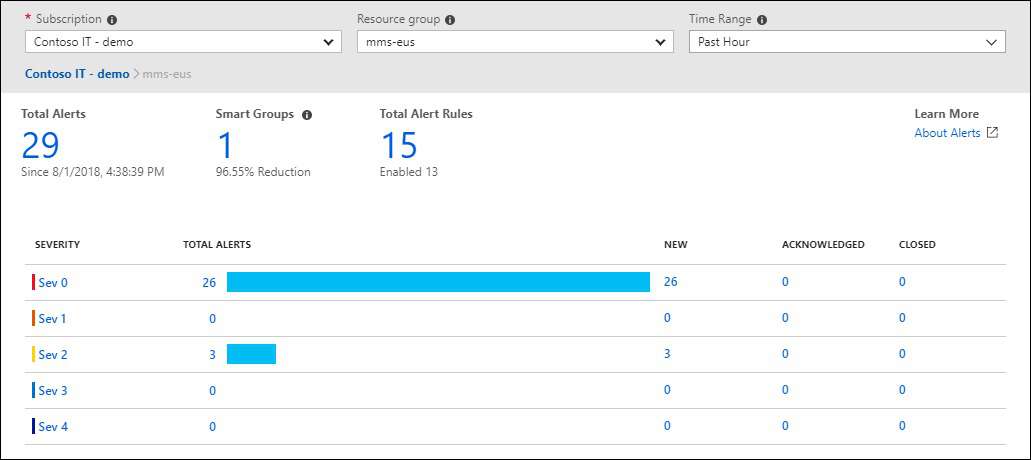 * Subscription Resource group Time Range
Contoso IT - demo mms-eus Past Hour
Contoso IT - demo > mms-eus
Total Alerts Smart Groups Total Alert Rules Learn More
29 1 15 About Alerts
Since 8/1/2018, 4:38:39 PM 96.55% Reduction Enabled 13
SEVERITY TOTAL ALERTS NEW ACKNOWLEDGED CLOSED
Sev 0 26 26 0 0
Sev 1 0 0 0 0
Sev 2 3 3 0 0
Sev 3 0 0 0 0
Sev 4 0 0 0 0